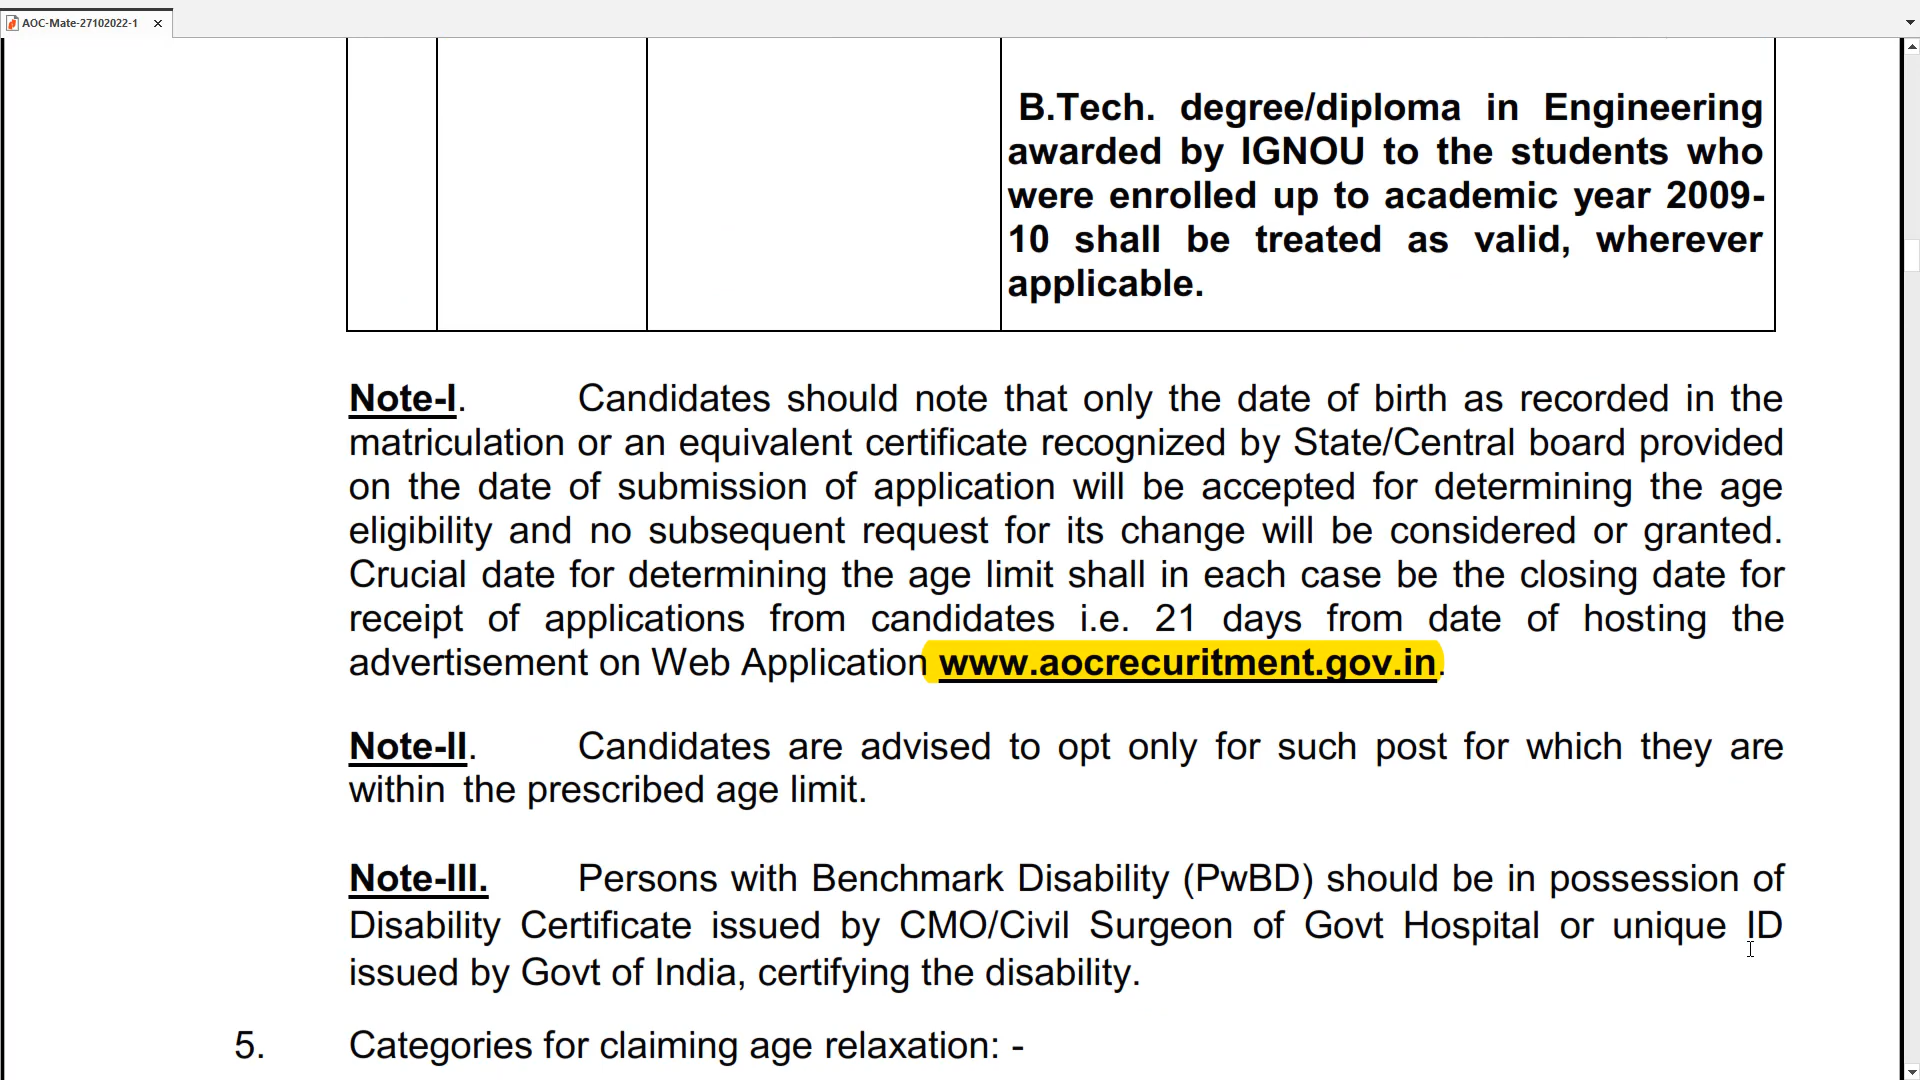 AOC-Mate-27102022-1
B.Tech. degree/diploma in Engineering
awarded by IGNOU to the students who
were enrolled up to academic year 2009-
10 shall be treated as valid, wherever
applicable.
Note-I. Candidates should note that only the date of birth as recorded in the
matriculation or an equivalent certificate recognized by State/Central board provided
on the date of submission of application will be accepted for determining the age
eligibility and no subsequent request for its change will be considered or granted.
Crucial date for determining the age limit shall in each case be the closing date for
receipt of applications from candidates i.e. 21 days from date of hosting the
advertisement on Web Application www.aocrecuritment.gov.in.
Note-II. Candidates are advised to opt only for such post for which they are
within the prescribed age limit.
Note-III. Persons with Benchmark Disability (PwBD) should be in possession of
Disability Certificate issued by CMO/Civil Surgeon of Govt Hospital or unique ID
issued by Govt of India, certifying the disability.
5. Categories for claiming age relaxation: -